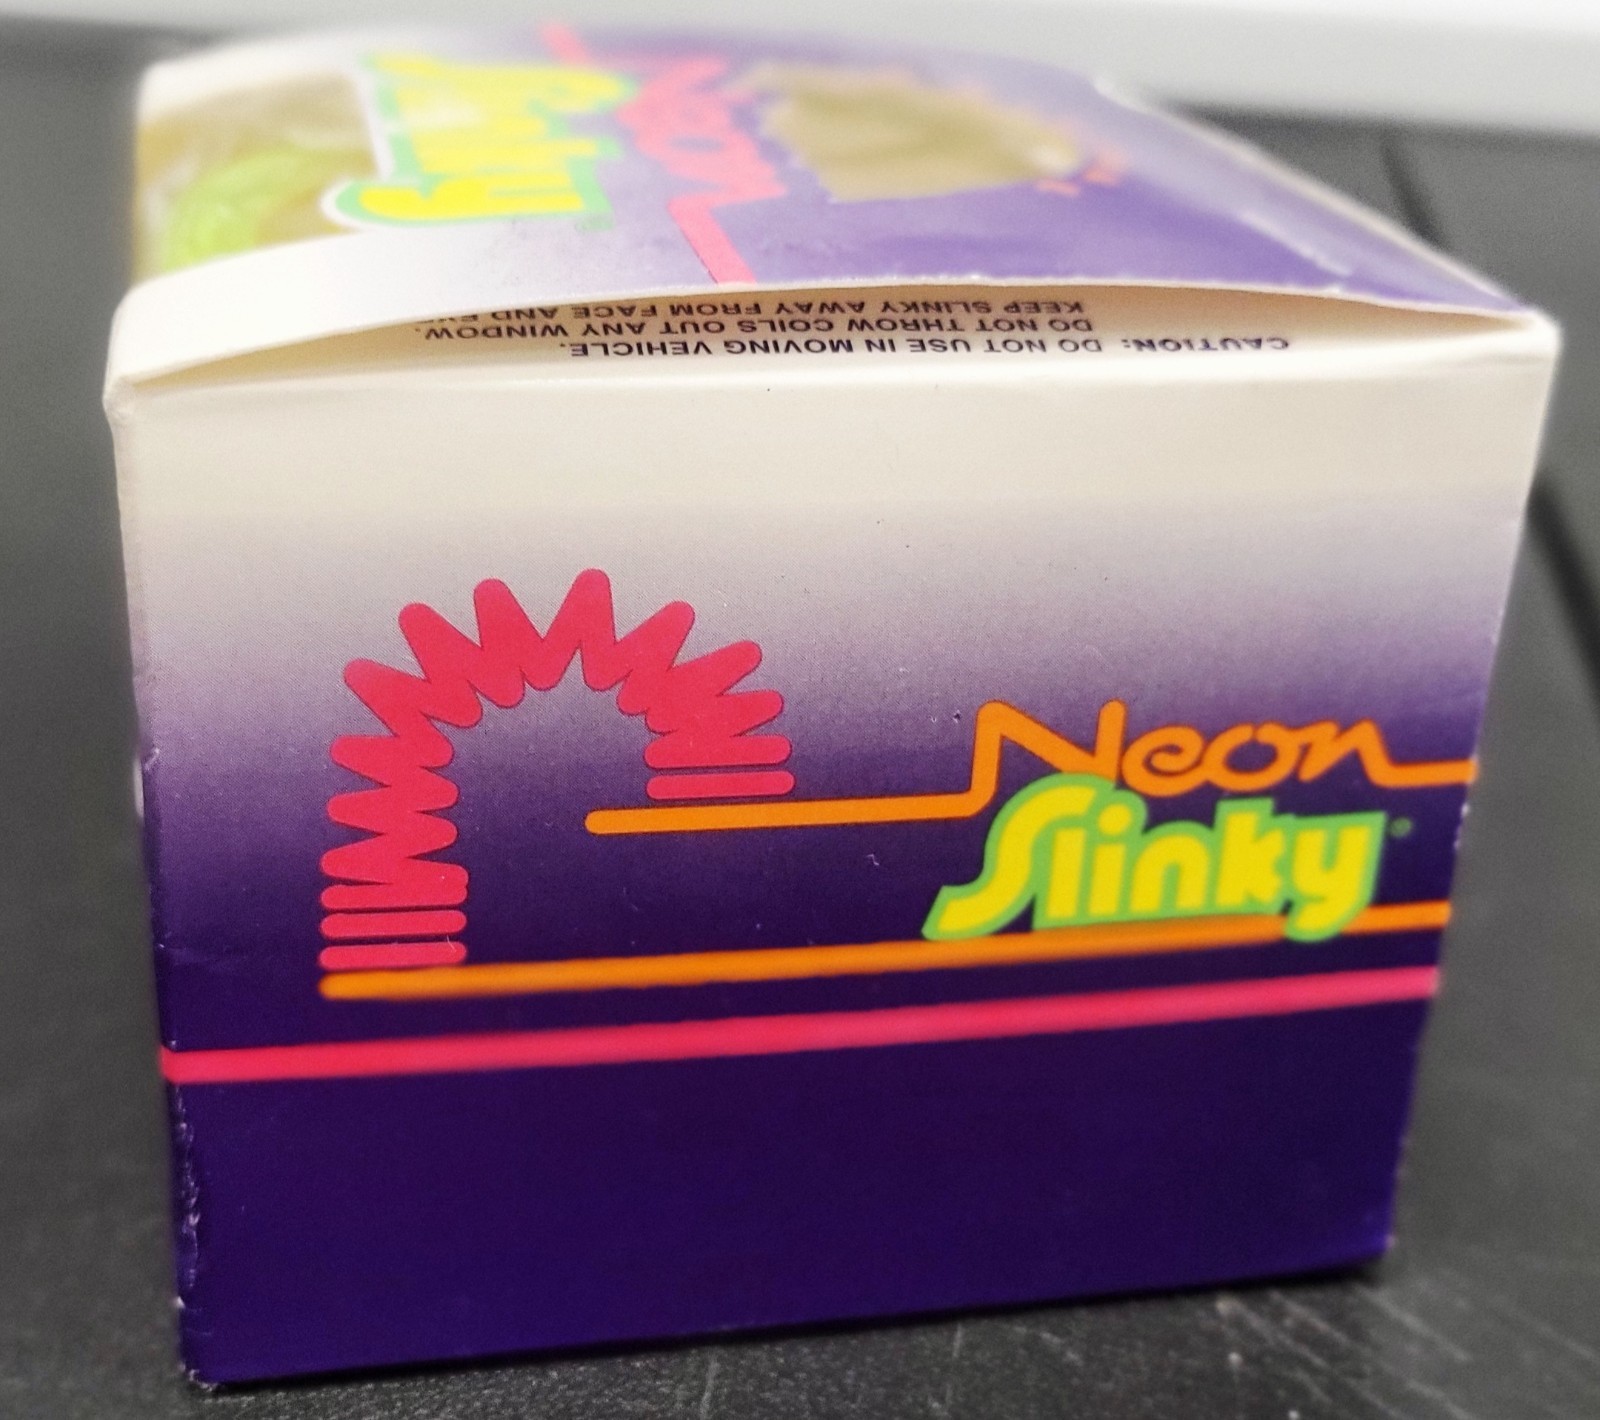 Slinky
Neon
CAUTION: DO NOT USE IN MOVING VEHICLE.
DO NOT THROW COILS OUT ANY WINDOW.
KEEP SLINKY AWAY FROM FACE AND
Neon
Slinky®